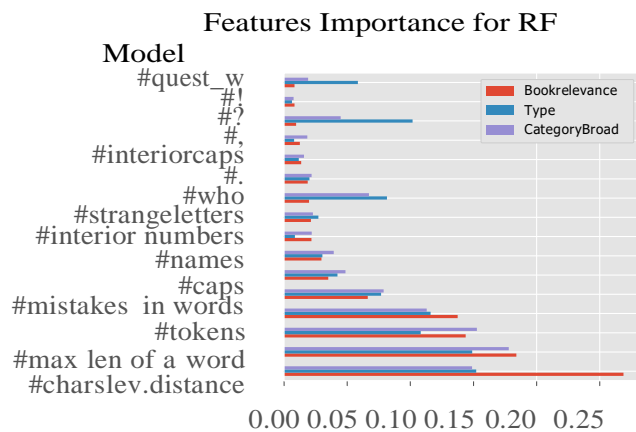 Features Importance for RF
Model
#quest_w
#!
#?
#,
#interiorcaps
#.
#who
#strangeletters
#interior numbers
#names
#caps
#mistakes in words
#tokens
#max len of a word
#charslev.distance
Bookrelevance
Type
CategoryBroad
0.00 0.05 0.10 0.15 0.20 0.25